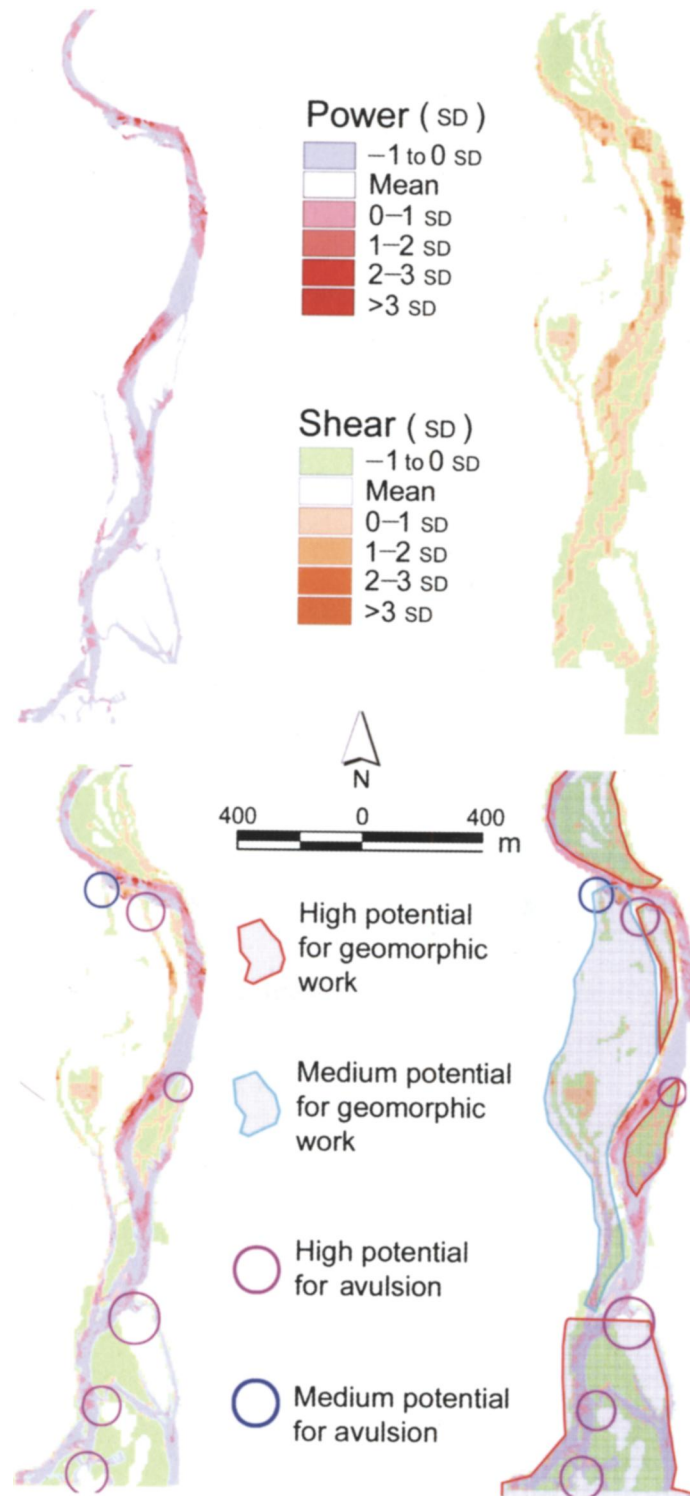 Power (SD)
−1 to 0 SD
Mean
0–1 SD
1–2 SD
2–3 SD
>3 SD
Shear (SD)
−1 to 0 SD
Mean
0–1 SD
1–2 SD
2–3 SD
>3 SD
N
400 0 400
m
High potential
for geomorphic
work
Medium potential
for geomorphic
work
High potential
for avulsion
Medium potential
for avulsion